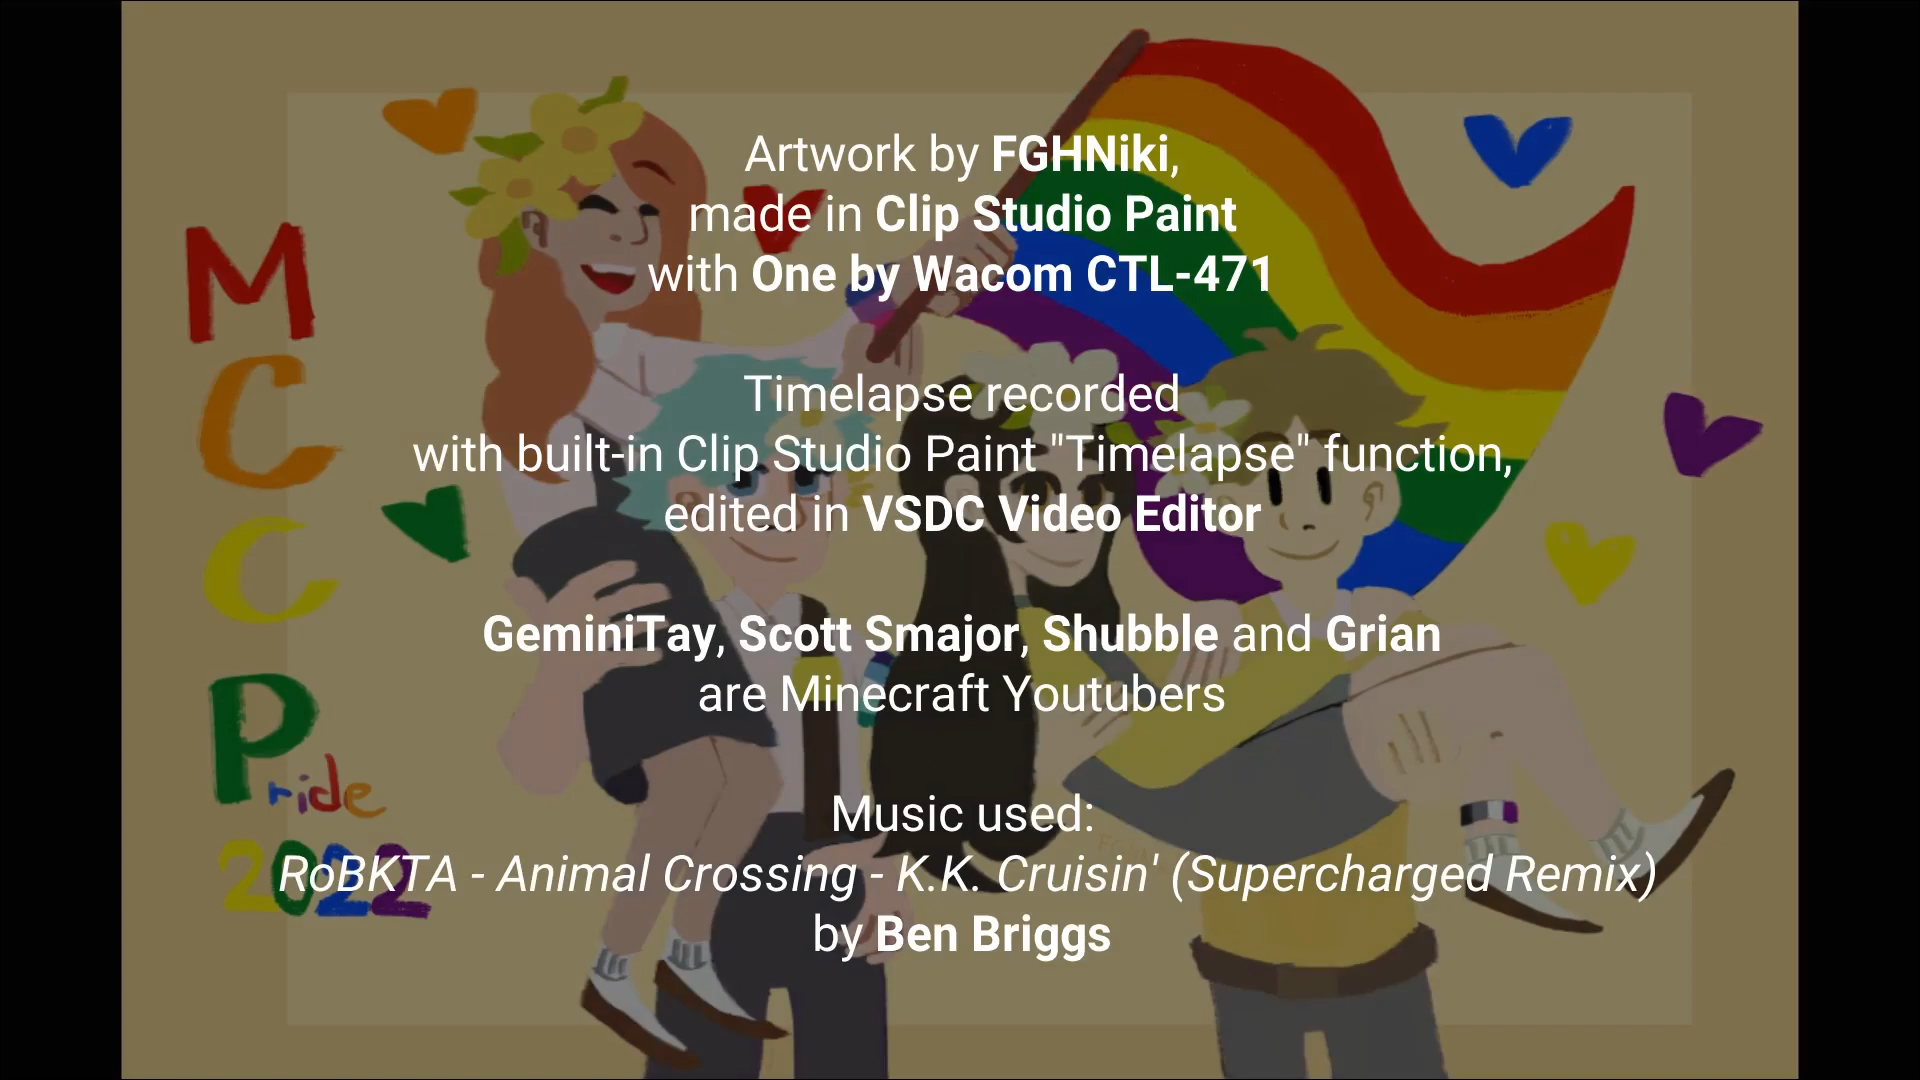 Artwork by FGHNiki,
made in Clip Studio Paint
with One by Wacom CTL-471
Timelapse recorded
with built-in Clip Studio Paint "Timelapse" function,
edited in VSDC Video Editor
GeminiTay, Scott Smajor, Shubble and Grian
are Minecraft Youtubers
Music used:
RoBKTA - Animal Crossing - K.K. Cruisin' (Supercharged Remix)
by Ben Briggs
M
C
C
Pride
2022